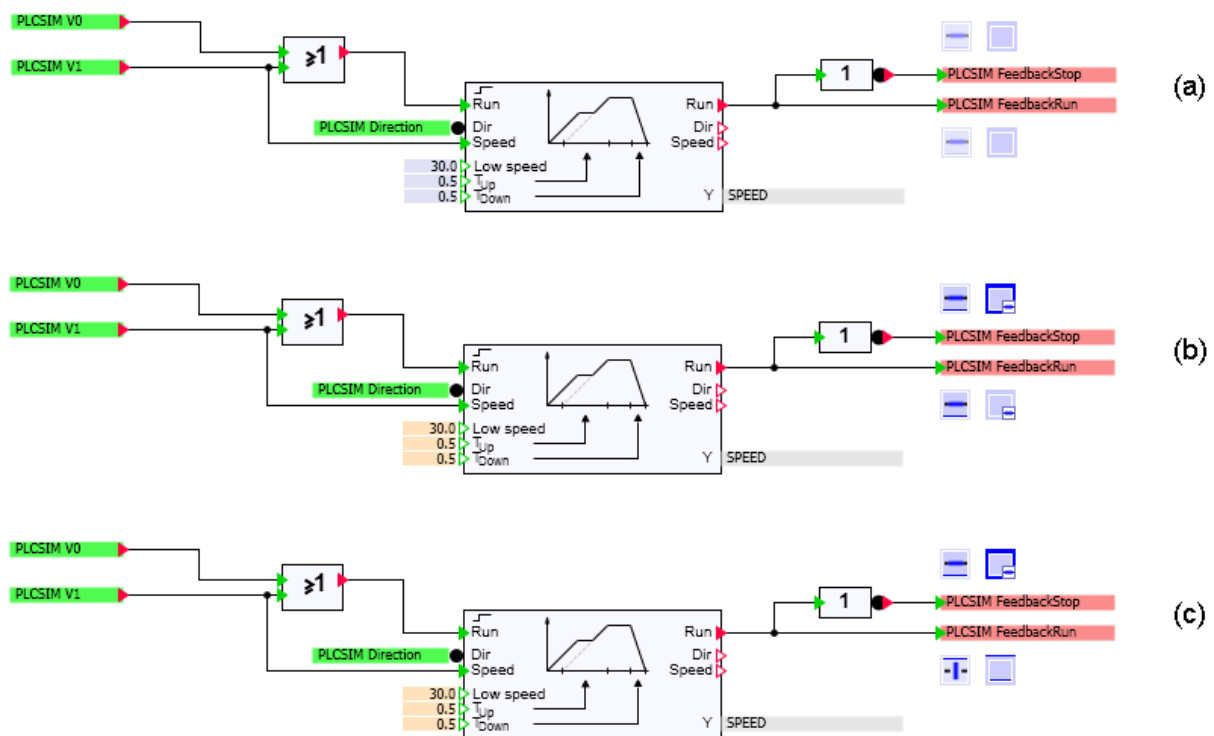 PLCSIM V0
PLCSIM V1
≥1
1
PLCSIM FeedbackStop
PLCSIM FeedbackRun
(a)
Run
Dir
Speed
PLCSIM Direction
Run
Dir
Speed
30.0 Low speed
0.5 TUp
0.5 TDown
Y SPEED
PLCSIM V0
PLCSIM V1
≥1
1
PLCSIM FeedbackStop
PLCSIM FeedbackRun
(b)
Run
Dir
Speed
PLCSIM Direction
Run
Dir
Speed
30.0 Low speed
0.5 TUp
0.5 TDown
Y SPEED
PLCSIM V0
PLCSIM V1
≥1
1
PLCSIM FeedbackStop
PLCSIM FeedbackRun
(c)
Run
Dir
Speed
PLCSIM Direction
Run
Dir
Speed
30.0 Low speed
0.5 TUp
0.5 TDown
Y SPEED